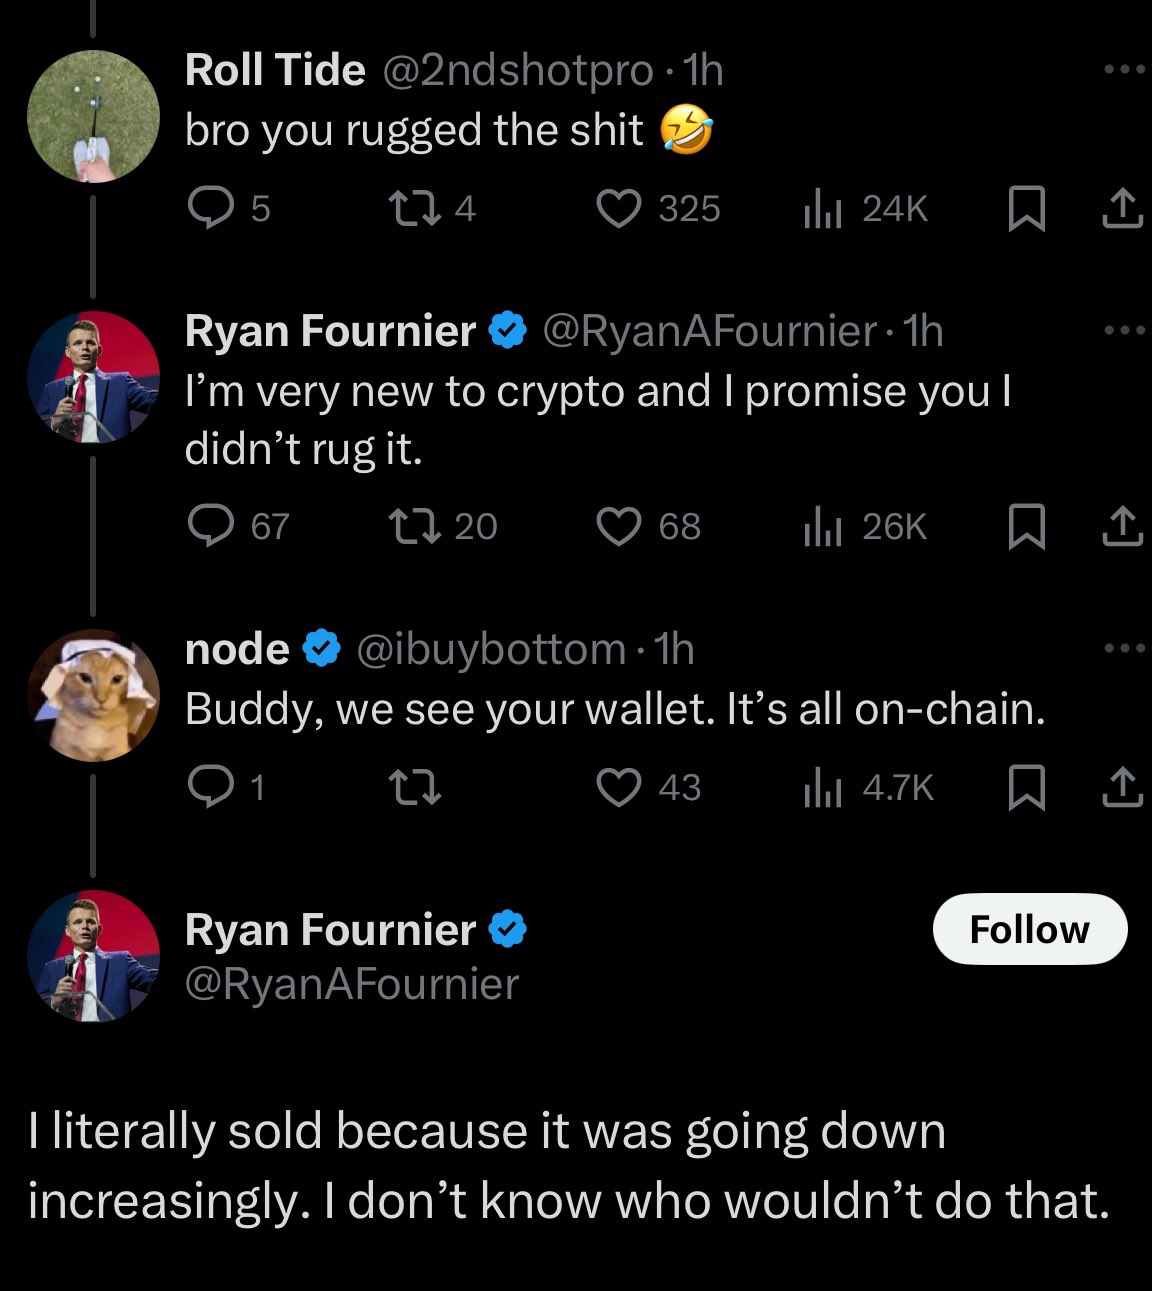 Roll Tide @2ndshotpro · 1h
bro you rugged the shit 🤣
5 4 325 24K
Ryan Fournier @RyanAFournier · 1h
I’m very new to crypto and I promise you I
didn’t rug it.
67 20 68 26K
node @ibuybottom · 1h
Buddy, we see your wallet. It’s all on-chain.
1 43 4.7K
Ryan Fournier
Follow
@RyanAFournier
I literally sold because it was going down
increasingly. I don’t know who wouldn’t do that.